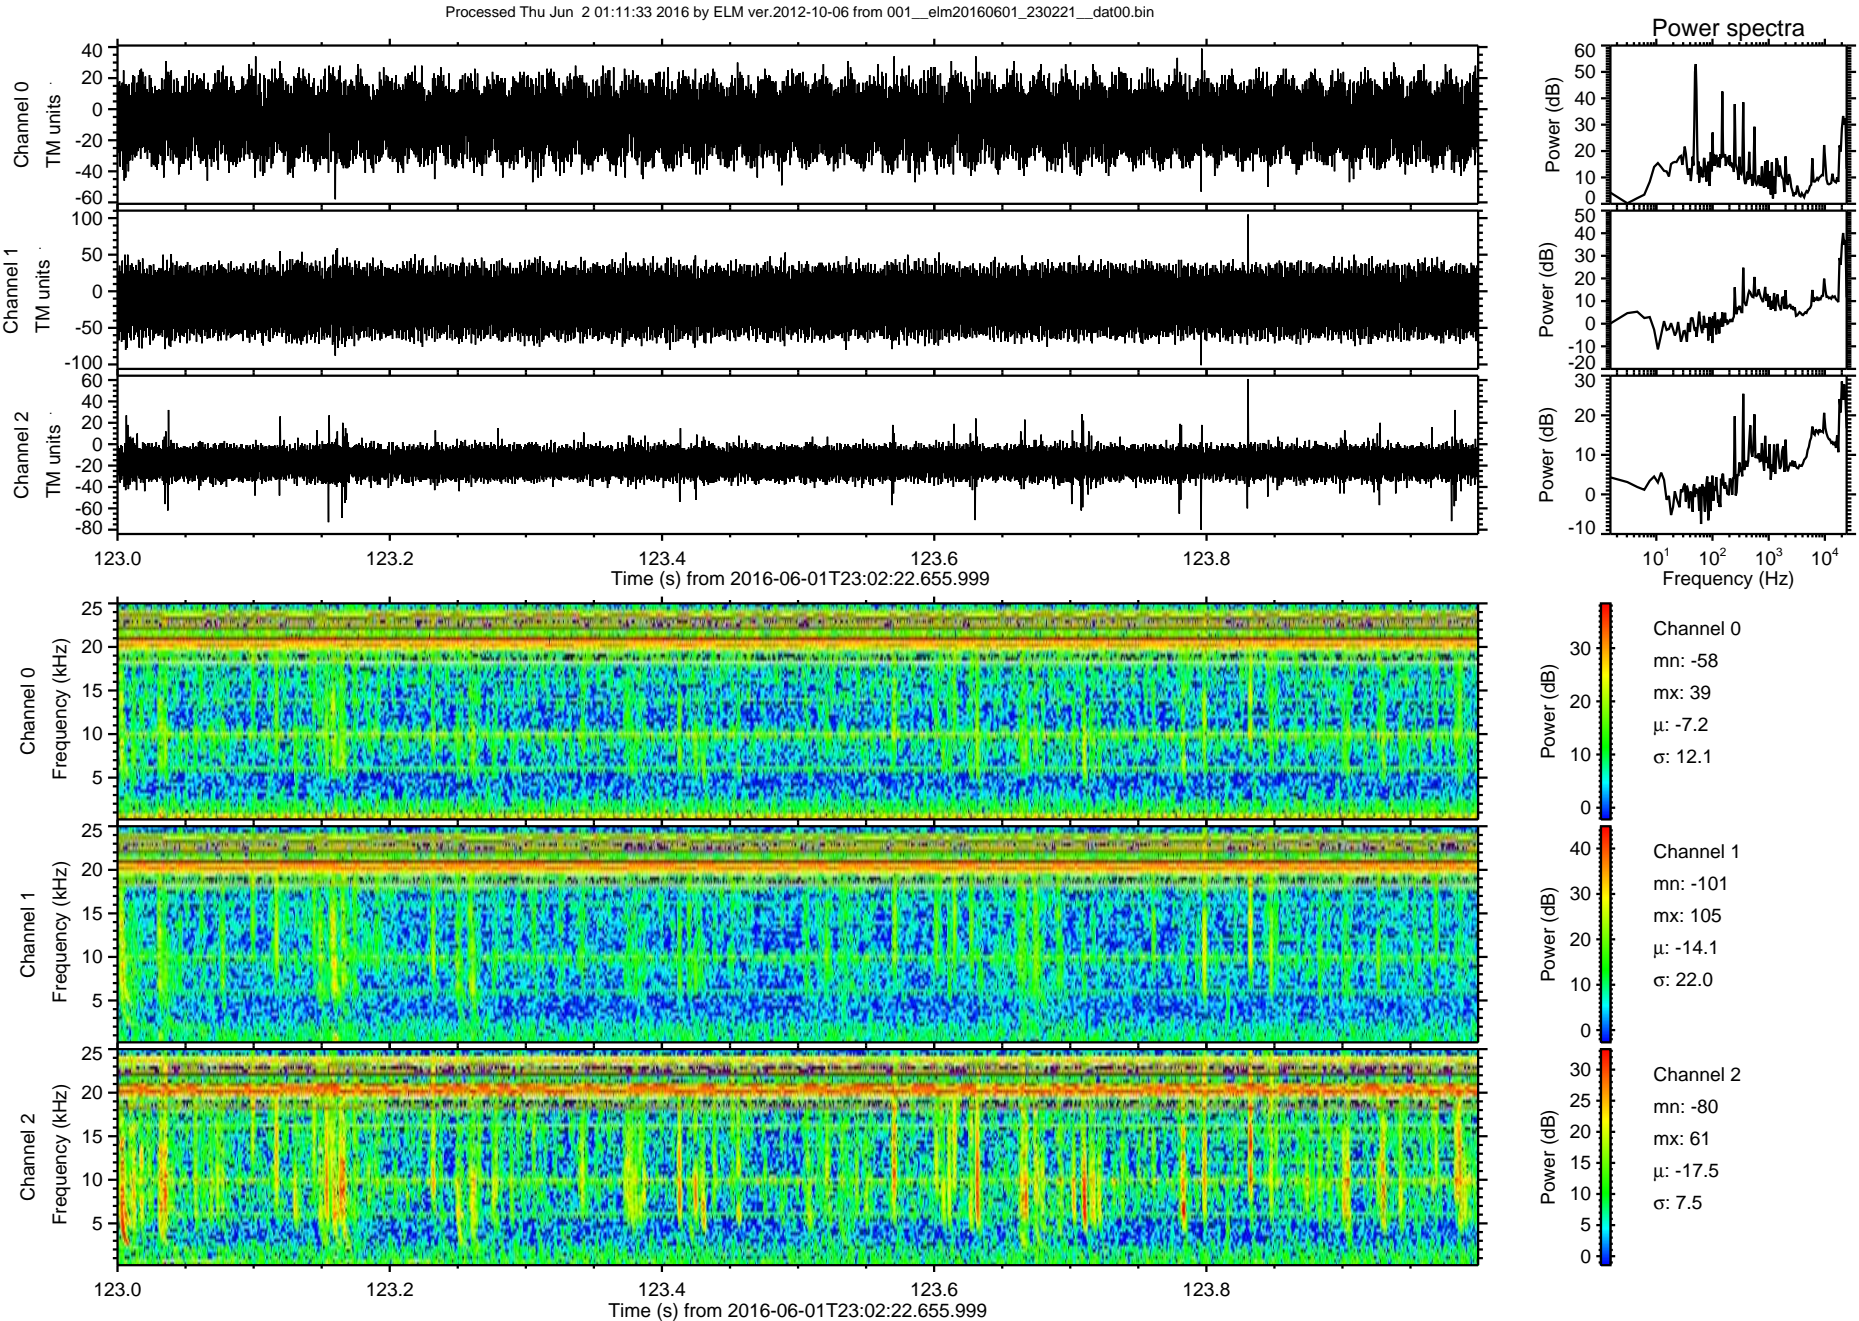 Processed Thu Jun  2 01:11:33 2016 by ELM ver.2012-10-06 from 001__elm20160601_230221__dat00.bin
Power spectra
Channel 0
TM units
40
20
0
-20
-40
-60
Power (dB)
60
50
40
30
20
10
0
Channel 1
TM units
100
50
0
-50
-100
Power (dB)
50
40
30
20
10
0
-10
-20
Channel 2
TM units
60
40
20
0
-20
-40
-60
-80
Power (dB)
30
20
10
0
-10
123.0 123.2 123.4 123.6 123.8
Time (s) from 2016-06-01T23:02:22.655.999
10^1 10^2 10^3 10^4
Frequency (Hz)
Channel 0
Frequency (kHz)
25
20
15
10
5
Power (dB)
30
20
10
0
Channel 0
mn: -58
mx: 39
μ: -7.2
σ: 12.1
Channel 1
Frequency (kHz)
25
20
15
10
5
Power (dB)
40
30
20
10
0
Channel 1
mn: -101
mx: 105
μ: -14.1
σ: 22.0
Channel 2
Frequency (kHz)
25
20
15
10
5
Power (dB)
30
25
20
15
10
5
0
Channel 2
mn: -80
mx: 61
μ: -17.5
σ: 7.5
123.0 123.2 123.4 123.6 123.8
Time (s) from 2016-06-01T23:02:22.655.999